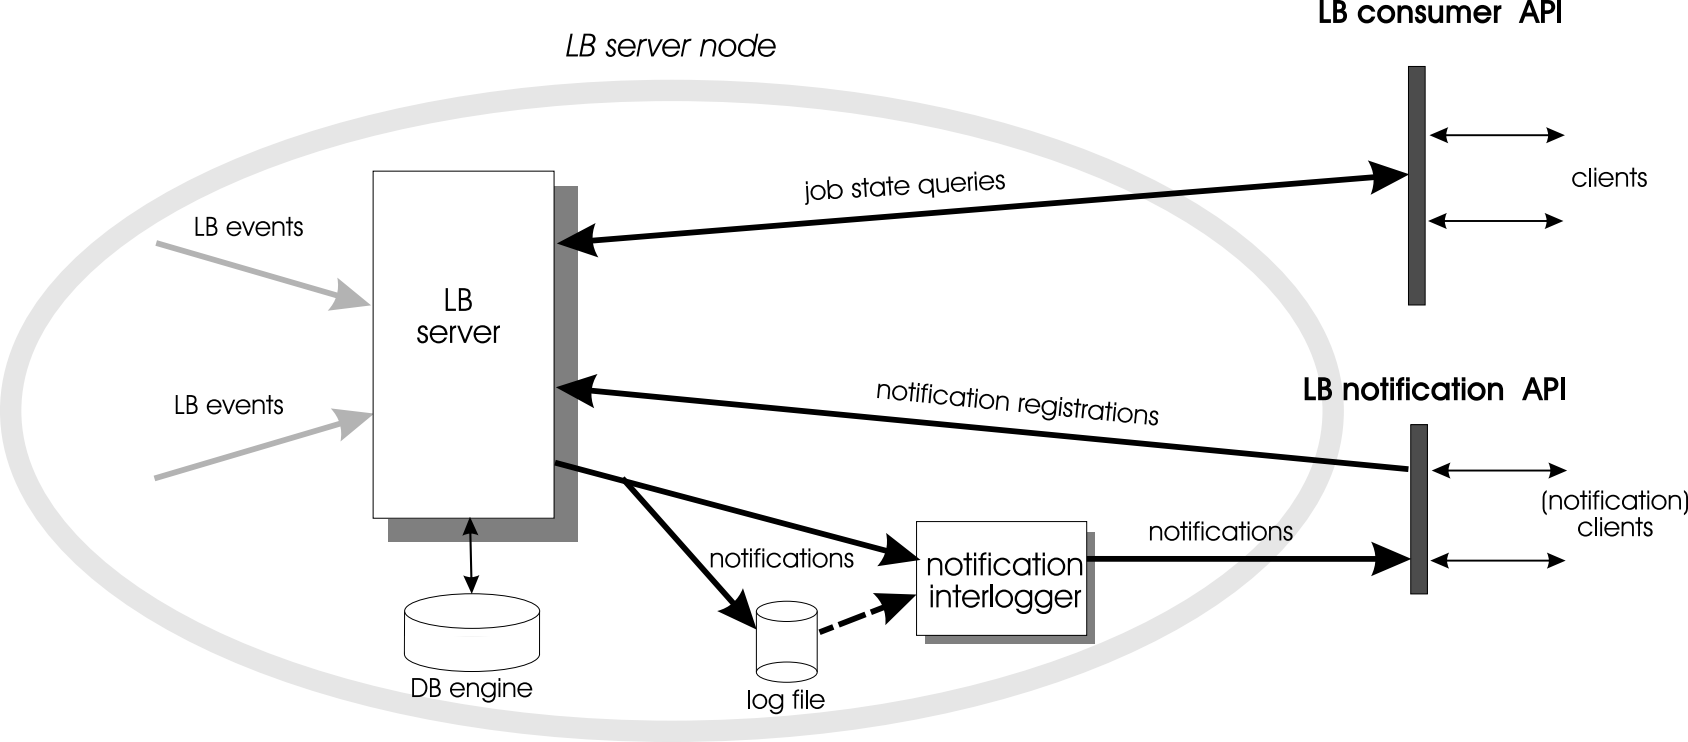 LB consumer API
LB server node
job state queries
clients
LB events
LB
server
LB events
notification registrations
LB notification API
(notification)
clients
notifications
notifications
notification
interlogger
DB engine
log file